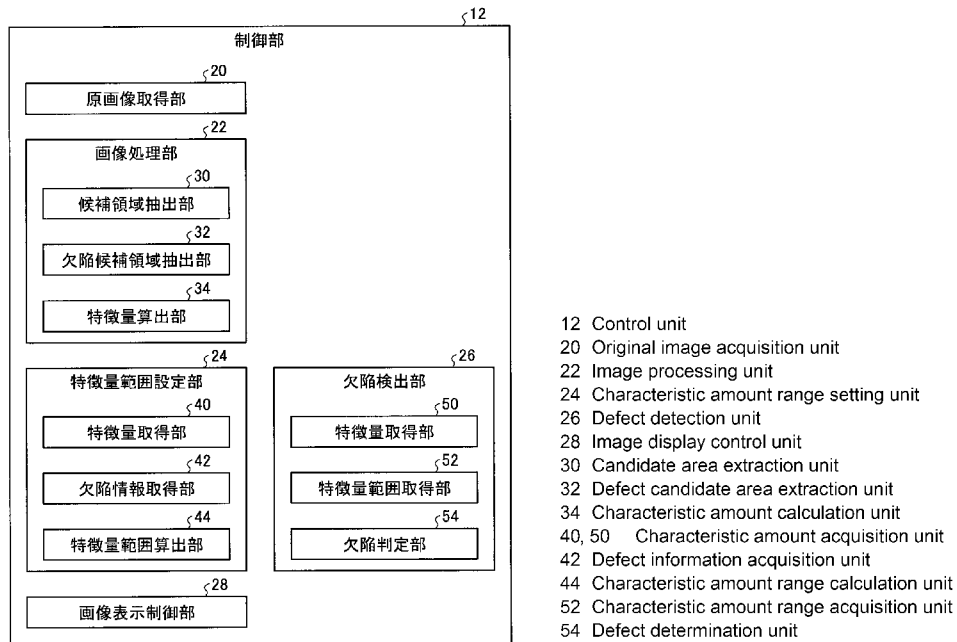 12
制御部
20
原画像取得部
22
画像処理部
30
候補領域抽出部
32
欠陥候補領域抽出部
34
特徴量算出部
24
特徴量範囲設定部
40
特徴量取得部
42
欠陥情報取得部
44
特徴量範囲算出部
26
欠陥検出部
50
特徴量取得部
52
特徴量範囲取得部
54
欠陥判定部
28
画像表示制御部
12 Control unit
20 Original image acquisition unit
22 Image processing unit
24 Characteristic amount range setting unit
26 Defect detection unit
28 Image display control unit
30 Candidate area extraction unit
32 Defect candidate area extraction unit
34 Characteristic amount calculation unit
40, 50 Characteristic amount acquisition unit
42 Defect information acquisition unit
44 Characteristic amount range calculation unit
52 Characteristic amount range acquisition unit
54 Defect determination unit